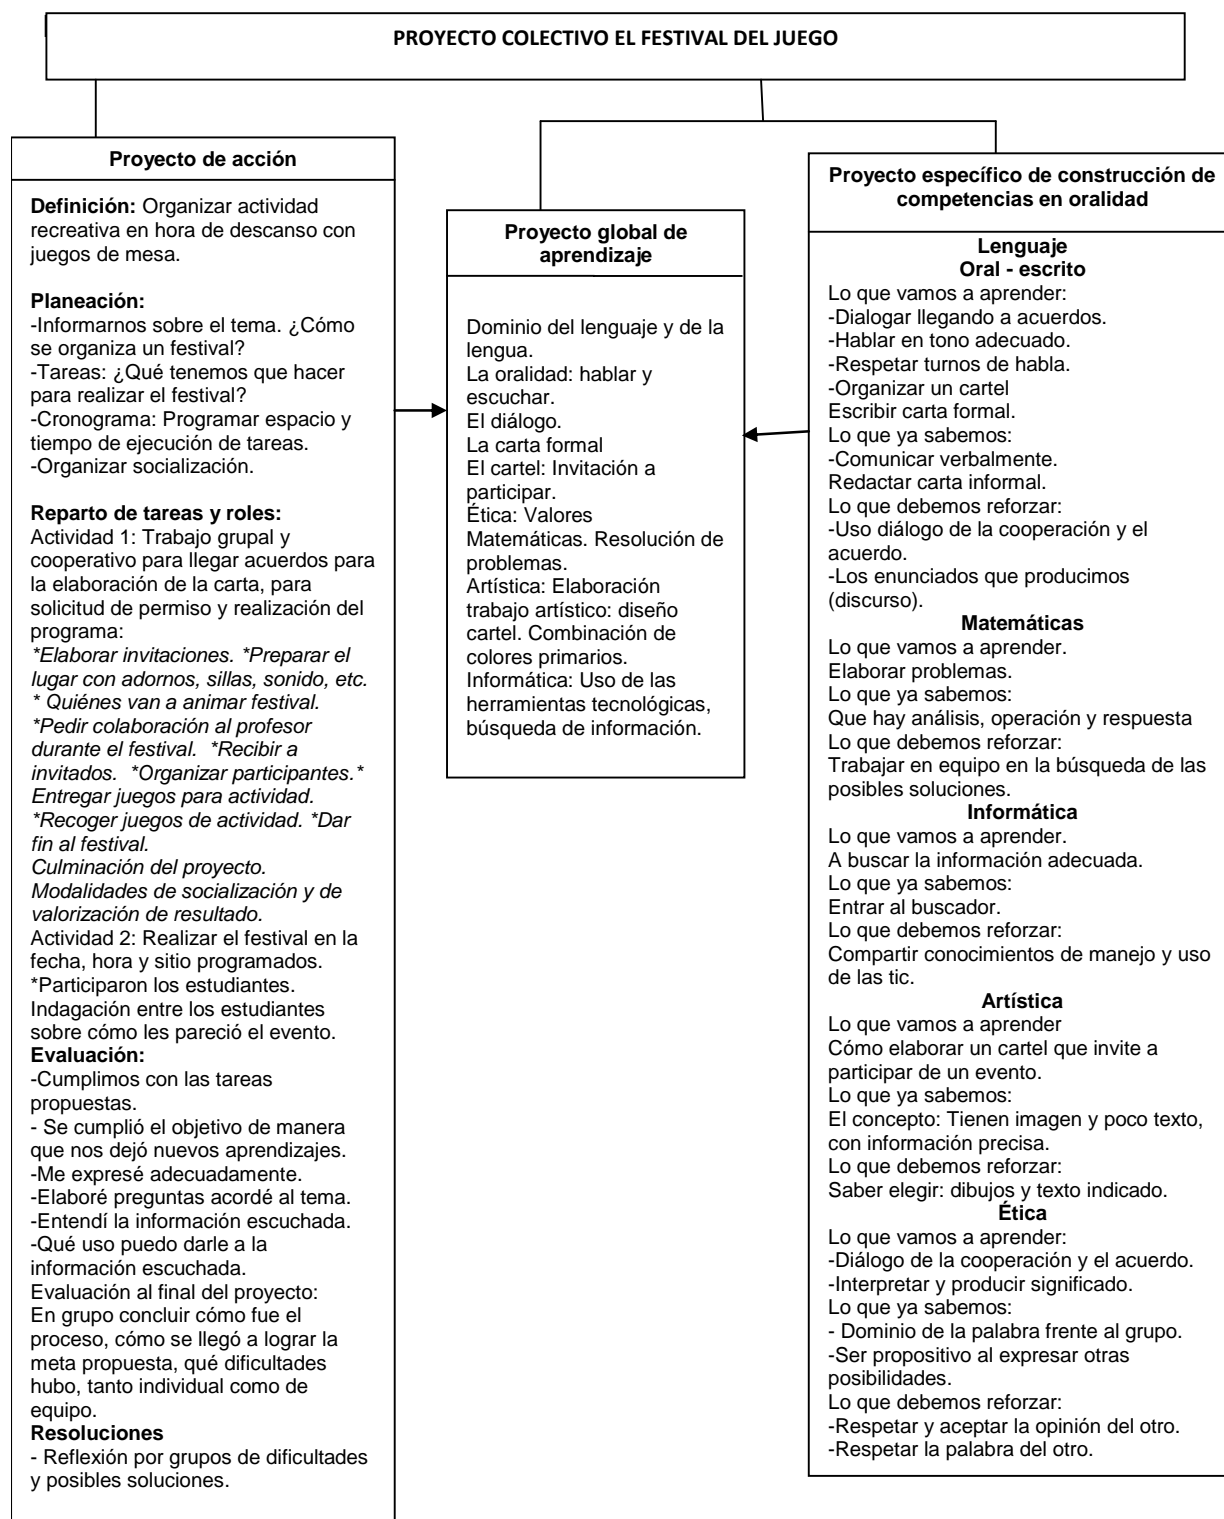 PROYECTO COLECTIVO EL FESTIVAL DEL JUEGO
Proyecto de acción
Definición: Organizar actividad
recreativa en hora de descanso con
juegos de mesa.
Planeación:
-Informarnos sobre el tema. ¿Cómo
se organiza un festival?
-Tareas: ¿Qué tenemos que hacer
para realizar el festival?
-Cronograma: Programar espacio y
tiempo de ejecución de tareas.
-Organizar socialización.
Reparto de tareas y roles:
Actividad 1: Trabajo grupal y
cooperativo para llegar acuerdos para
la elaboración de la carta, para
solicitud de permiso y realización del
programa:
*Elaborar invitaciones. *Preparar el
lugar con adornos, sillas, sonido, etc.
* Quiénes van a animar festival.
*Pedir colaboración al profesor
durante el festival. *Recibir a
invitados. *Organizar participantes.*
Entregar juegos para actividad.
*Recoger juegos de actividad. *Dar
fin al festival.
Culminación del proyecto.
Modalidades de socialización y de
valorización de resultado.
Actividad 2: Realizar el festival en la
fecha, hora y sitio programados.
*Participaron los estudiantes.
Indagación entre los estudiantes
sobre cómo les pareció el evento.
Evaluación:
-Cumplimos con las tareas
propuestas.
- Se cumplió el objetivo de manera
que nos dejó nuevos aprendizajes.
-Me expresé adecuadamente.
-Elaboré preguntas acordé al tema.
-Entendí la información escuchada.
-Qué uso puedo darle a la
información escuchada.
Evaluación al final del proyecto:
En grupo concluir cómo fue el
proceso, cómo se llegó a lograr la
meta propuesta, qué dificultades
hubo, tanto individual como de
equipo.
Resoluciones
- Reflexión por grupos de dificultades
y posibles soluciones.
Proyecto global de
aprendizaje
Dominio del lenguaje y de la
lengua.
La oralidad: hablar y
escuchar.
El diálogo.
La carta formal
El cartel: Invitación a
participar.
Ética: Valores
Matemáticas. Resolución de
problemas.
Artística: Elaboración
trabajo artístico: diseño
cartel. Combinación de
colores primarios.
Informática: Uso de las
herramientas tecnológicas,
búsqueda de información.
Proyecto específico de construcción de
competencias en oralidad
Lenguaje
Oral - escrito
Lo que vamos a aprender:
-Dialogar llegando a acuerdos.
-Hablar en tono adecuado.
-Respetar turnos de habla.
-Organizar un cartel
Escribir carta formal.
Lo que ya sabemos:
-Comunicar verbalmente.
Redactar carta informal.
Lo que debemos reforzar:
-Uso diálogo de la cooperación y el
acuerdo.
-Los enunciados que producimos
(discurso).
Matemáticas
Lo que vamos a aprender.
Elaborar problemas.
Lo que ya sabemos:
Que hay análisis, operación y respuesta
Lo que debemos reforzar:
Trabajar en equipo en la búsqueda de las
posibles soluciones.
Informática
Lo que vamos a aprender.
A buscar la información adecuada.
Lo que ya sabemos:
Entrar al buscador.
Lo que debemos reforzar:
Compartir conocimientos de manejo y uso
de las tic.
Artística
Lo que vamos a aprender
Cómo elaborar un cartel que invite a
participar de un evento.
Lo que ya sabemos:
El concepto: Tienen imagen y poco texto,
con información precisa.
Lo que debemos reforzar:
Saber elegir: dibujos y texto indicado.
Ética
Lo que vamos a aprender:
-Diálogo de la cooperación y el acuerdo.
-Interpretar y producir significado.
Lo que ya sabemos:
- Dominio de la palabra frente al grupo.
-Ser propositivo al expresar otras
posibilidades.
Lo que debemos reforzar:
-Respetar y aceptar la opinión del otro.
-Respetar la palabra del otro.